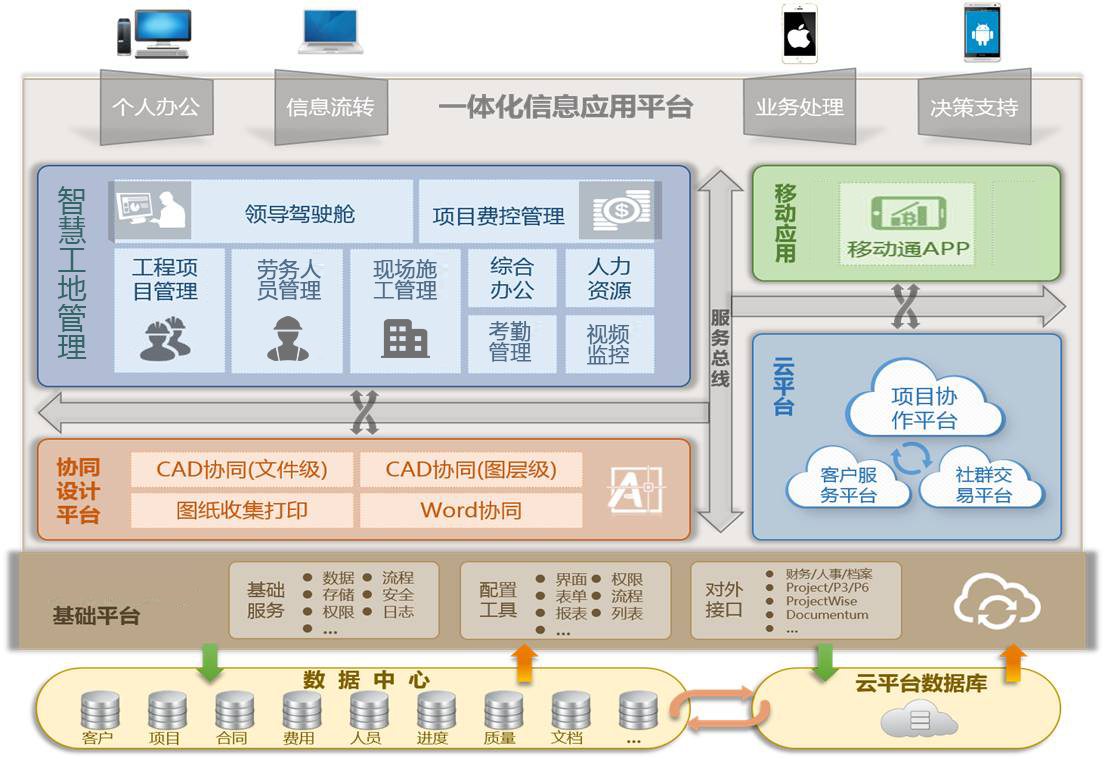 个人办公
信息流转
一体化信息应用平台
业务处理
决策支持
智慧工地管理
领导驾驶舱
项目费控管理
工程项
目管理
劳务人
员管理
现场施
工管理
综合
办公
人力
资源
考勤
管理
视频
监控
服务总线
移动应用
移动通APP
云平台
项目协
作平台
客户服
务平台
社群交
易平台
协同
设计
平台
CAD协同(文件级)
CAD协同(图层级)
图纸收集打印
Word协同
基础平台
基础
服务
● 数据 ● 流程
● 存储 ● 安全
● 权限 ● 日志
● ...
配置
工具
● 界面 ● 权限
● 表单 ● 流程
● 报表 ● 列表
● ...
对外
接口
● 财务/人事/档案
● Project/P3/P6
● ProjectWise
● Documentum
● ...
数据中心
客户
项目
合同
费用
人员
进度
质量
文档
...
云平台数据库